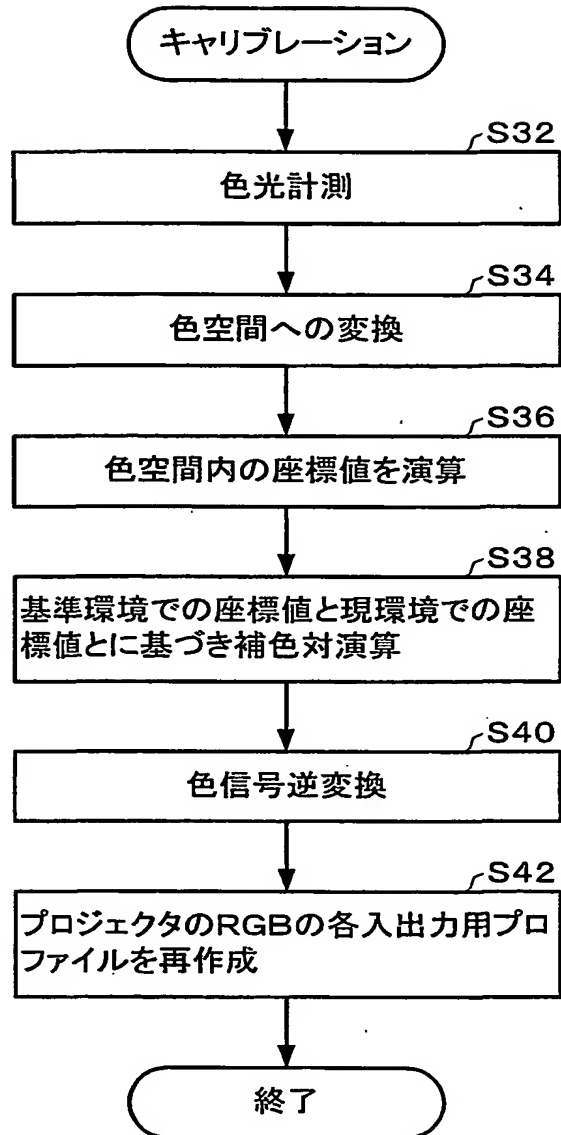 キャリブレーション
S32
色光計測
S34
色空間への変換
S36
色空間内の座標値を演算
S38
基準環境での座標値と現環境での座
標値とに基づき補色対演算
S40
色信号逆変換
S42
プロジェクタのRGBの各入出力用プロ
ファイルを再作成
終了